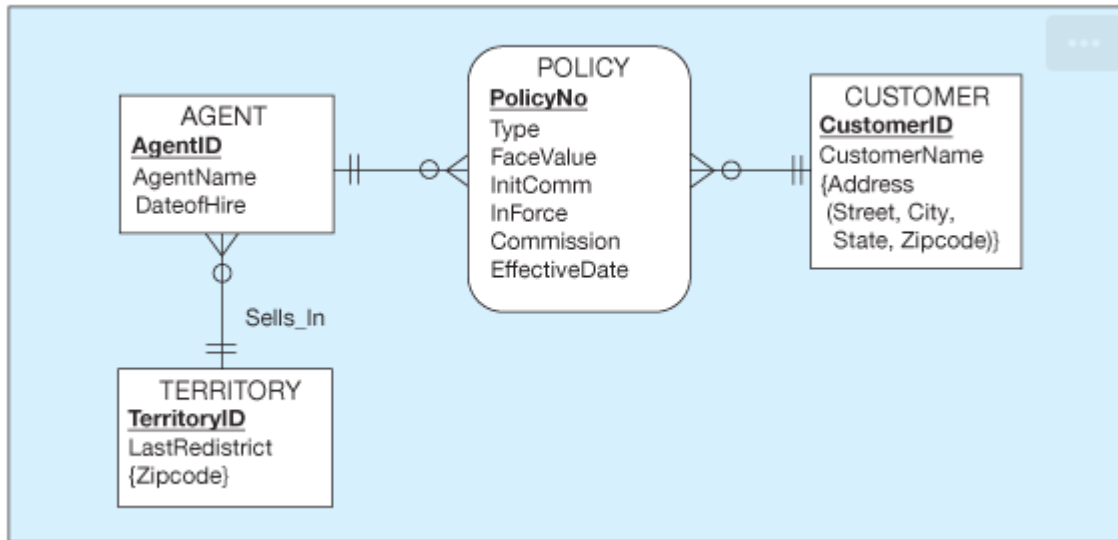 AGENT
AgentID
AgentName
DateofHire
POLICY
PolicyNo
Type
FaceValue
InitComm
InForce
Commission
EffectiveDate
CUSTOMER
CustomerID
CustomerName
{Address
(Street, City,
State, Zipcode)}
Sells_In
TERRITORY
TerritoryID
LastRedistrict
{Zipcode}